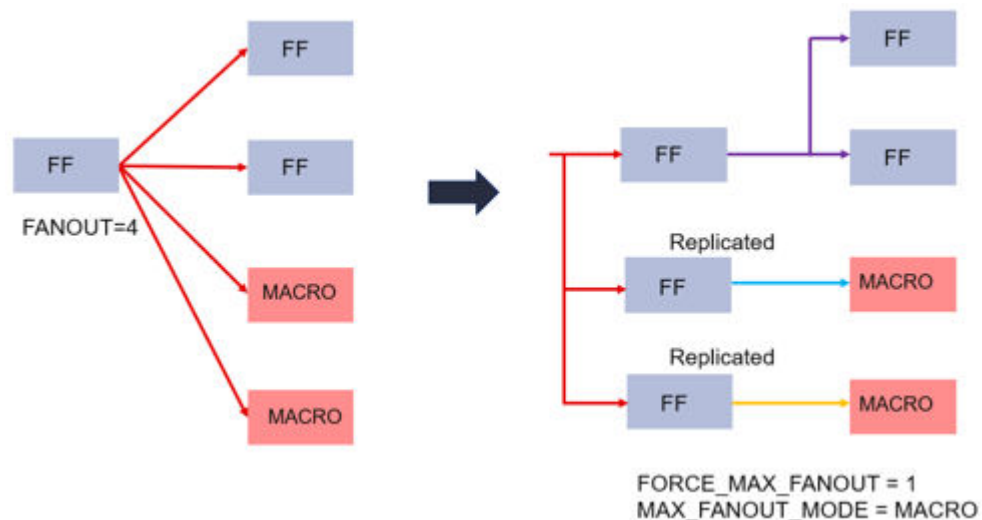 FF
FF
FF
FF
FF
FF
FANOUT=4
Replicated
MACRO
FF
MACRO
Replicated
MACRO
FF
MACRO
FORCE_MAX_FANOUT = 1
MAX_FANOUT_MODE = MACRO